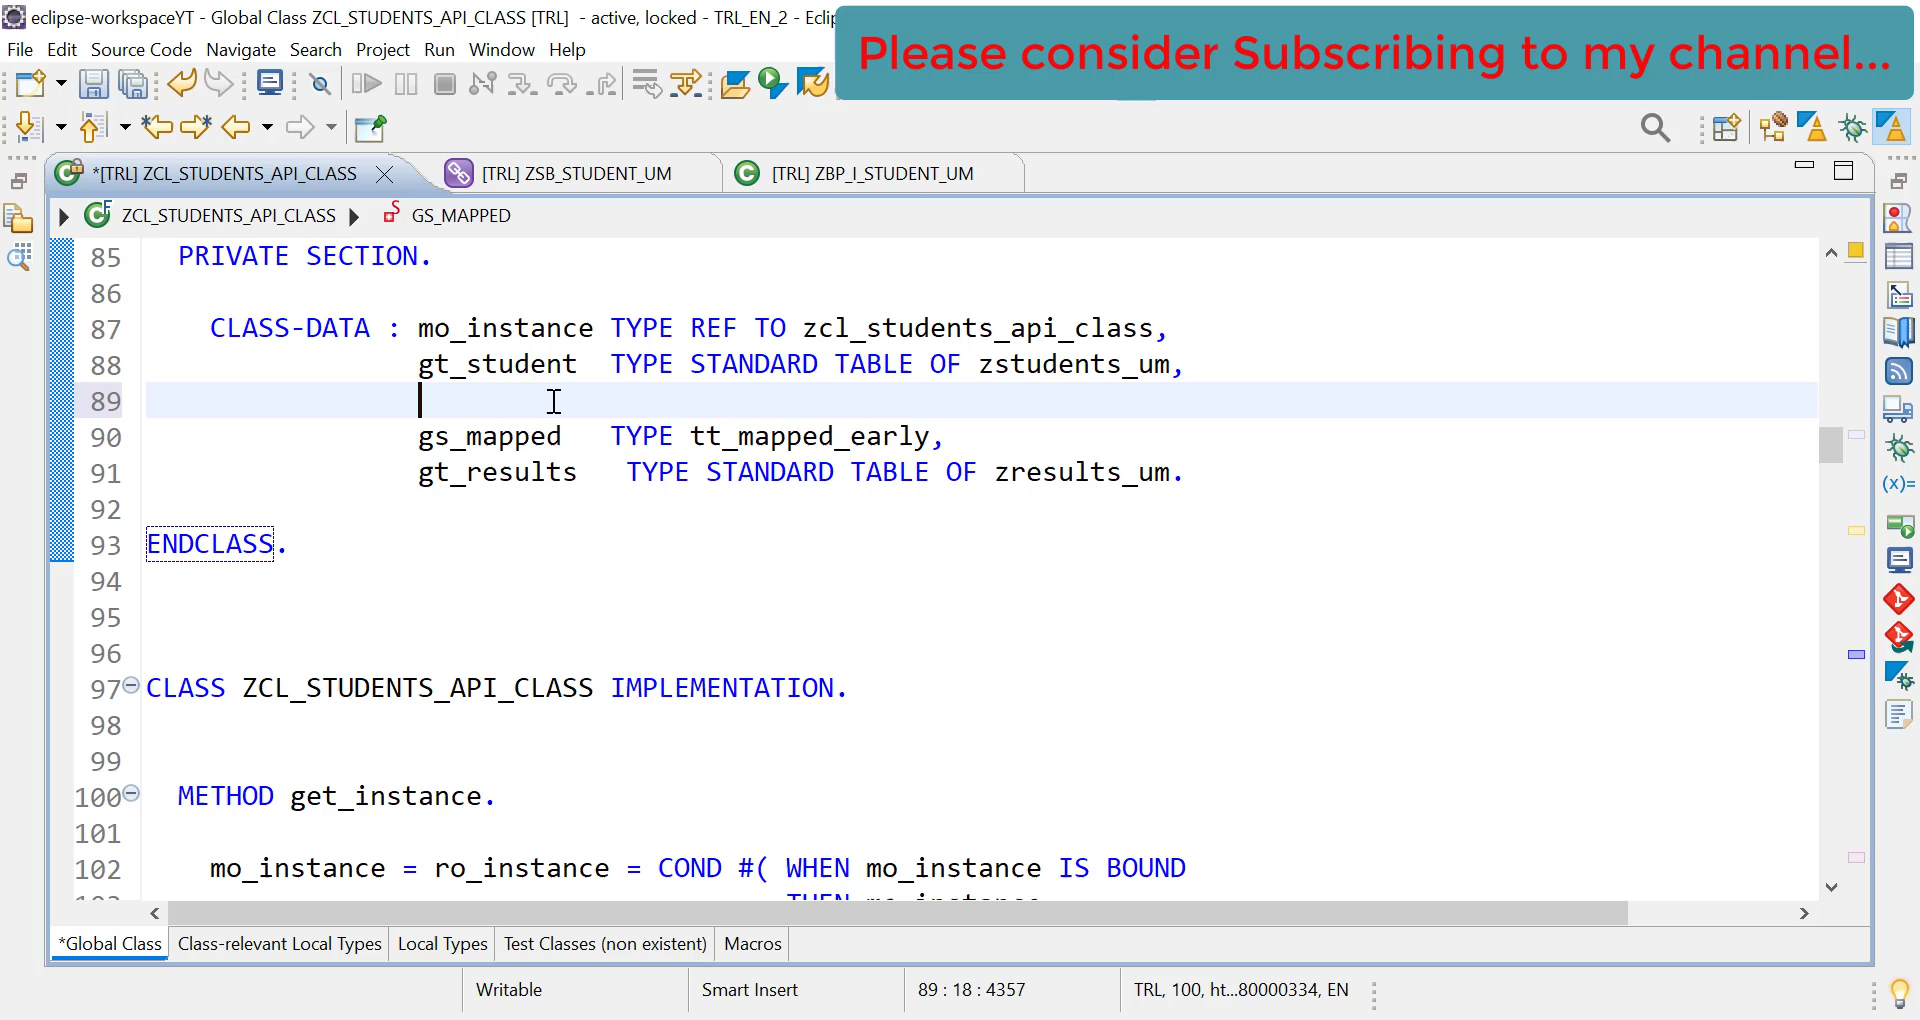 eclipse-workspaceYT - Global Class ZCL_STUDENTS_API_CLASS [TRL] - active, locked - TRL_EN_2 - Eclip
Please consider Subscribing to my channel...
File Edit Source Code Navigate Search Project Run Window Help
*[TRL] ZCL_STUDENTS_API_CLASS [TRL] ZSB_STUDENT_UM [TRL] ZBP_I_STUDENT_UM
ZCL_STUDENTS_API_CLASS GS_MAPPED
85 PRIVATE SECTION.
86
87 CLASS-DATA : mo_instance TYPE REF TO zcl_students_api_class,
88 gt_student TYPE STANDARD TABLE OF zstudents_um,
89
90 gs_mapped TYPE tt_mapped_early,
91 gt_results TYPE STANDARD TABLE OF zresults_um.
92
93 ENDCLASS.
94
95
96
97 CLASS ZCL_STUDENTS_API_CLASS IMPLEMENTATION.
98
99
100 METHOD get_instance.
101
102 mo_instance = ro_instance = COND #( WHEN mo_instance IS BOUND
*Global Class Class-relevant Local Types Local Types Test Classes (non existent) Macros
Writable Smart Insert 89 : 18 : 4357 TRL, 100, ht...80000334, EN